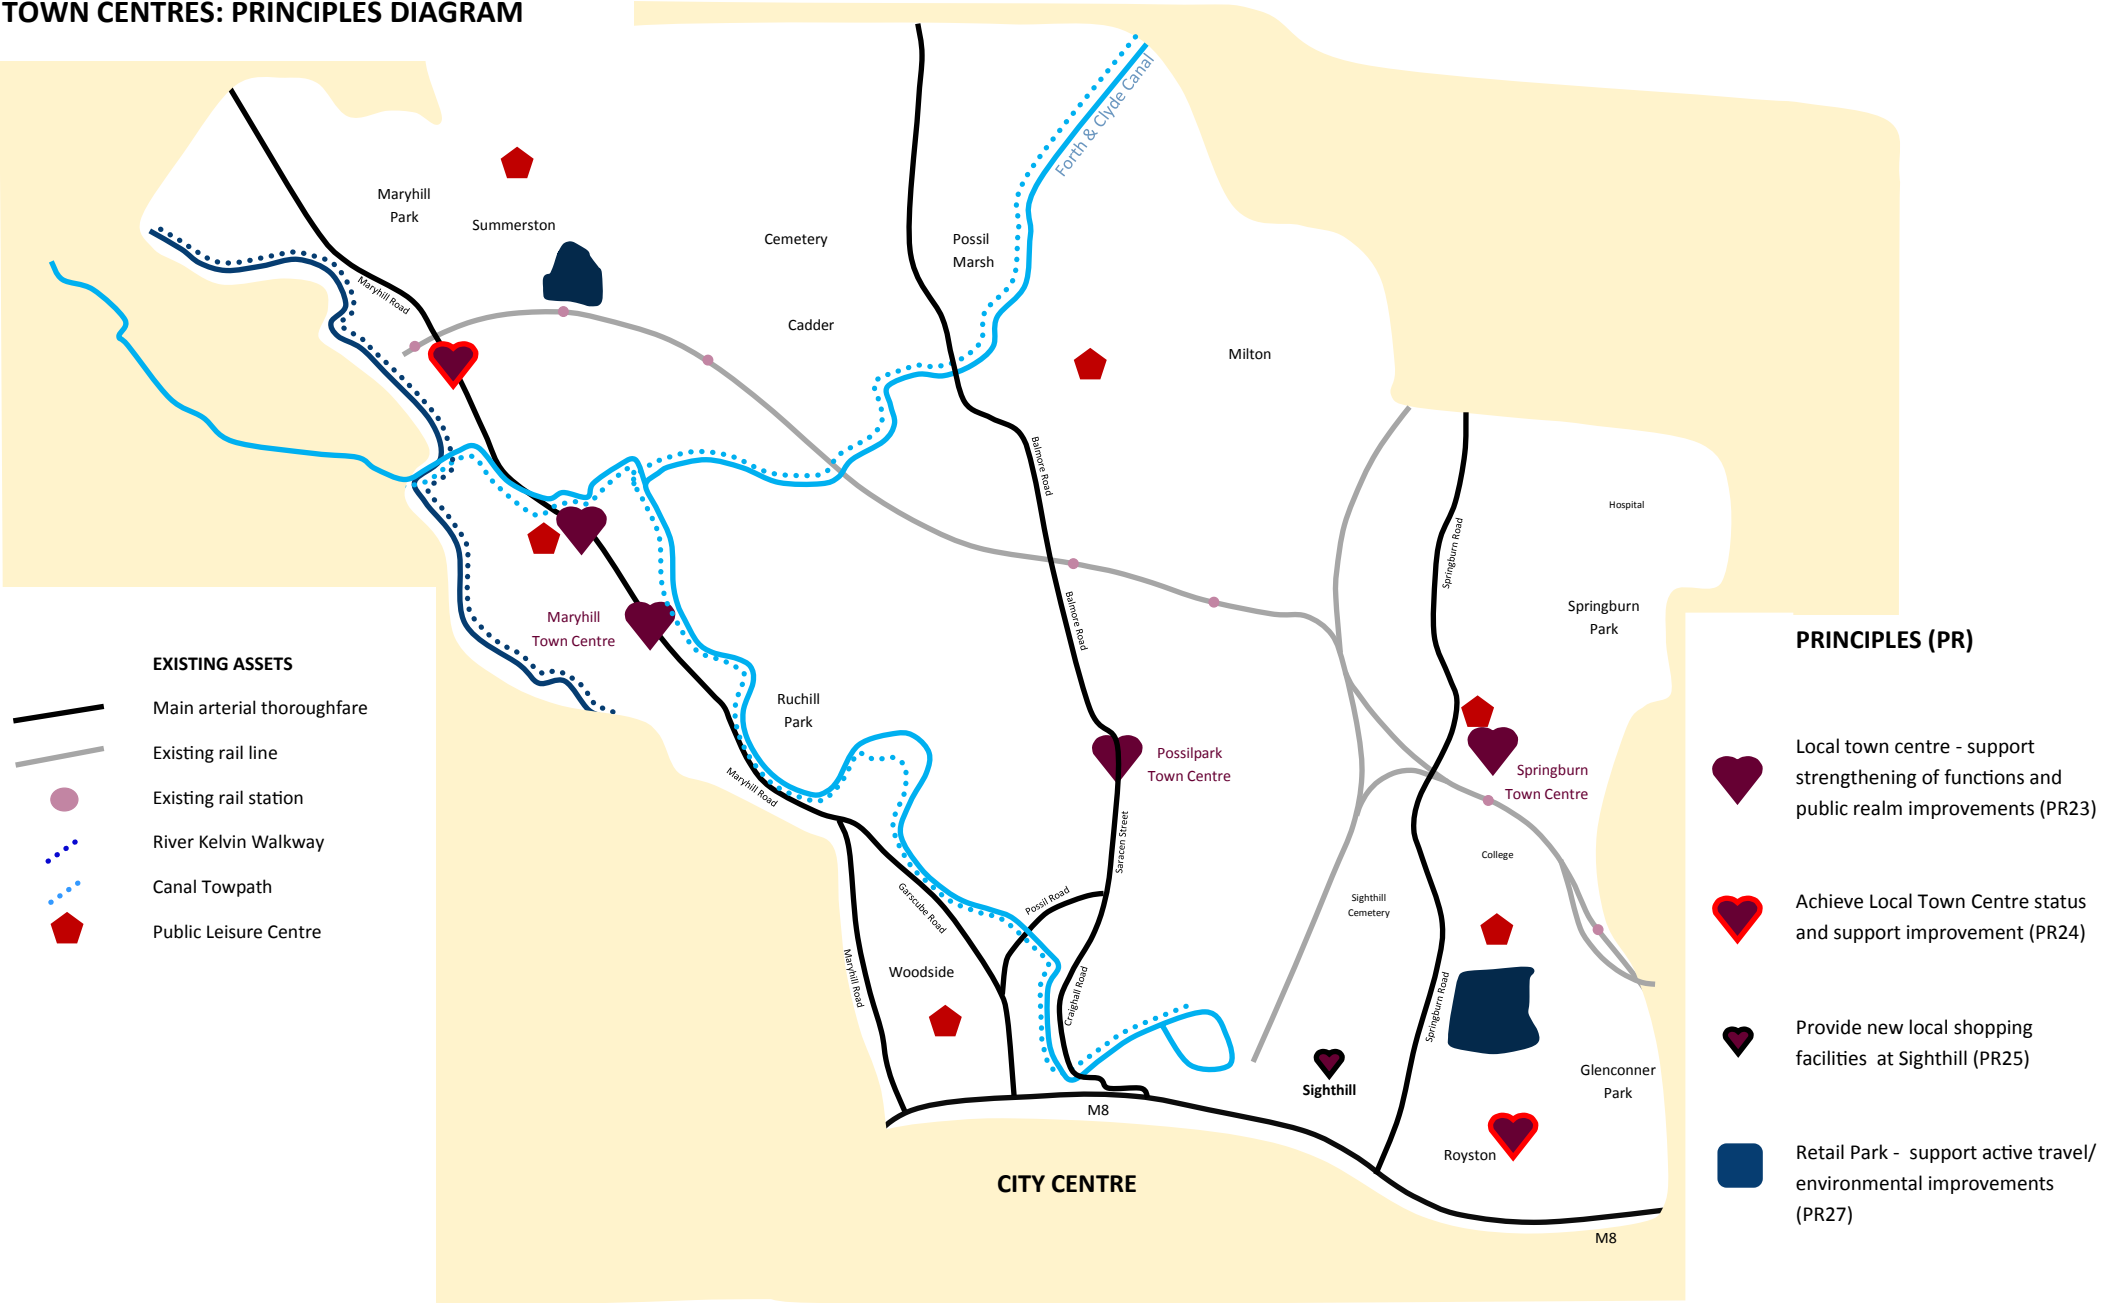 TOWN CENTRES: PRINCIPLES DIAGRAM
Forth & Clyde Canal
Maryhill
Park
Summerston
Cemetery
Possil
Marsh
Maryhill Road
Cadder
Milton
Balmore Road
Hospital
Springburn Road
Springburn
Park
Balmore Road
Maryhill
Town Centre
Ruchill
Park
Possilpark
Town Centre
Springburn
Town Centre
Maryhill Road
Saracen Street
College
Possil Road
Garscube Road
Sighthill
Cemetery
Woodside
Maryhill Road
Craighall Road
Springburn Road
Sighthill
Glenconner
Park
M8
Royston
CITY CENTRE
M8
EXISTING ASSETS
Main arterial thoroughfare
Existing rail line
Existing rail station
River Kelvin Walkway
Canal Towpath
Public Leisure Centre
PRINCIPLES (PR)
Local town centre - support
strengthening of functions and
public realm improvements (PR23)
Achieve Local Town Centre status
and support improvement (PR24)
Provide new local shopping
facilities at Sighthill (PR25)
Retail Park - support active travel/
environmental improvements
(PR27)